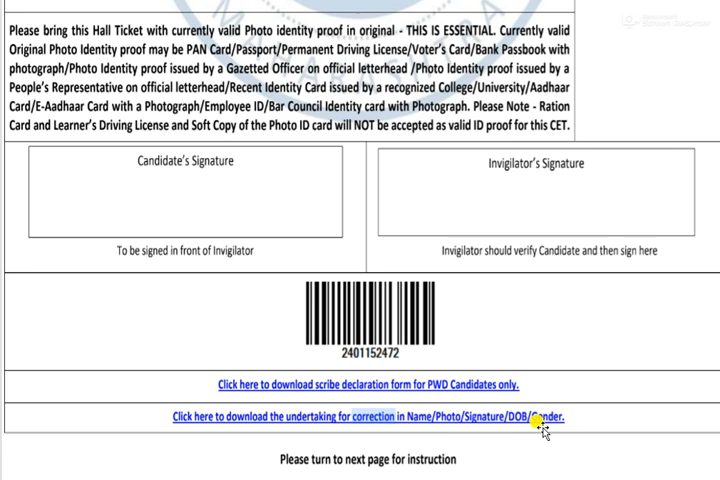 Please bring this Hall Ticket with currently valid Photo identity proof in original - THIS IS ESSENTIAL. Currently valid
Original Photo Identity proof may be PAN Card/Passport/Permanent Driving License/Voter's Card/Bank Passbook with
photograph/Photo Identity proof issued by a Gazetted Officer on official letterhead /Photo Identity proof issued by a
People's Representative on official letterhead/Recent Identity Card issued by a recognized College/University/Aadhaar
Card/E-Aadhaar Card with a Photograph/Employee ID/Bar Council Identity card with Photograph. Please Note - Ration
Card and Learner's Driving License and Soft Copy of the Photo ID card will NOT be accepted as valid ID proof for this CET.
Candidate's Signature
Invigilator's Signature
To be signed in front of Invigilator
Invigilator should verify Candidate and then sign here
2401152472
Click here to download scribe declaration form for PWD Candidates only.
Click here to download the undertaking for correction in Name/Photo/Signature/DOB/Gender.
Please turn to next page for instruction